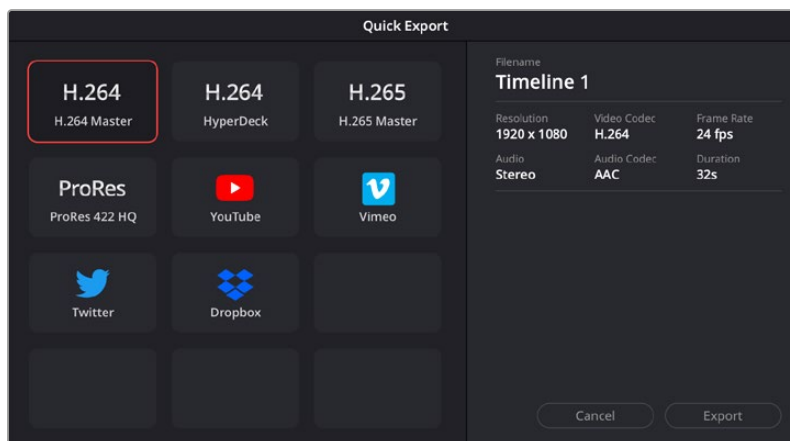 Quick Export
H.264
H.264 Master
H.264
HyperDeck
H.265
H.265 Master
ProRes
ProRes 422 HQ
YouTube
Vimeo
Twitter
Dropbox
Filename
Timeline 1
Resolution Video Codec Frame Rate
1920 x 1080 H.264 24 fps
Audio Audio Codec Duration
Stereo AAC 32s
Cancel Export